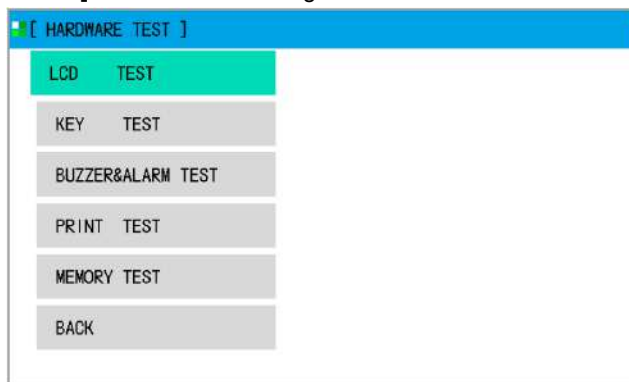 [ HARDWARE TEST ]
LCD TEST
KEY TEST
BUZZER&ALARM TEST
PRINT TEST
MEMORY TEST
BACK